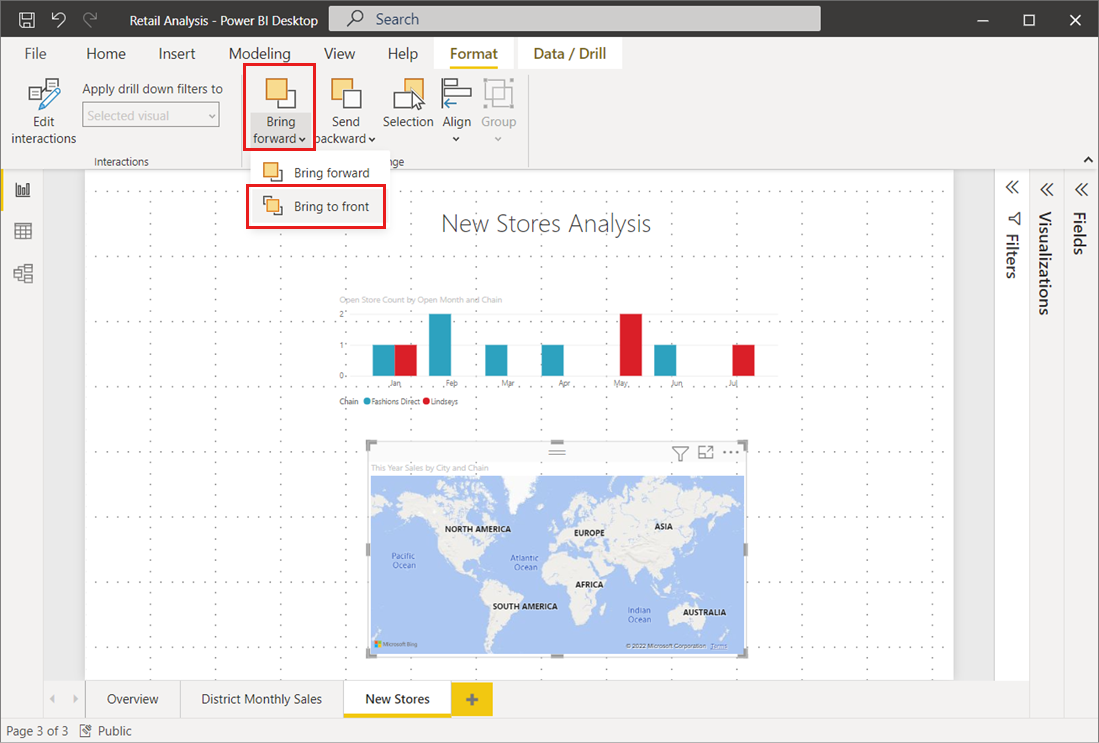 Retail Analysis - Power BI Desktop
Search
File
Home
Insert
Modeling
View
Help
Format
Data / Drill
Edit
interactions
Apply drill down filters to
Selected visual
Interactions
Bring
forward
Send
backward
Selection
Align
Group
nge
Bring forward
Bring to front
New Stores Analysis
Open Store Count by Open Month and Chain
2
1
0
Jan
Feb
Mar
Apr
May
Jun
Jul
Chain Fashions Direct Lindseys
This Year Sales by City and Chain
NORTH AMERICA
EUROPE
ASIA
Pacific
Ocean
Atlantic
Ocean
AFRICA
SOUTH AMERICA
Indian
Ocean
AUSTRALIA
Microsoft Bing
© 2022 Microsoft Corporation Terms
Filters
Visualizations
Fields
Overview
District Monthly Sales
New Stores
+
Page 3 of 3
Public